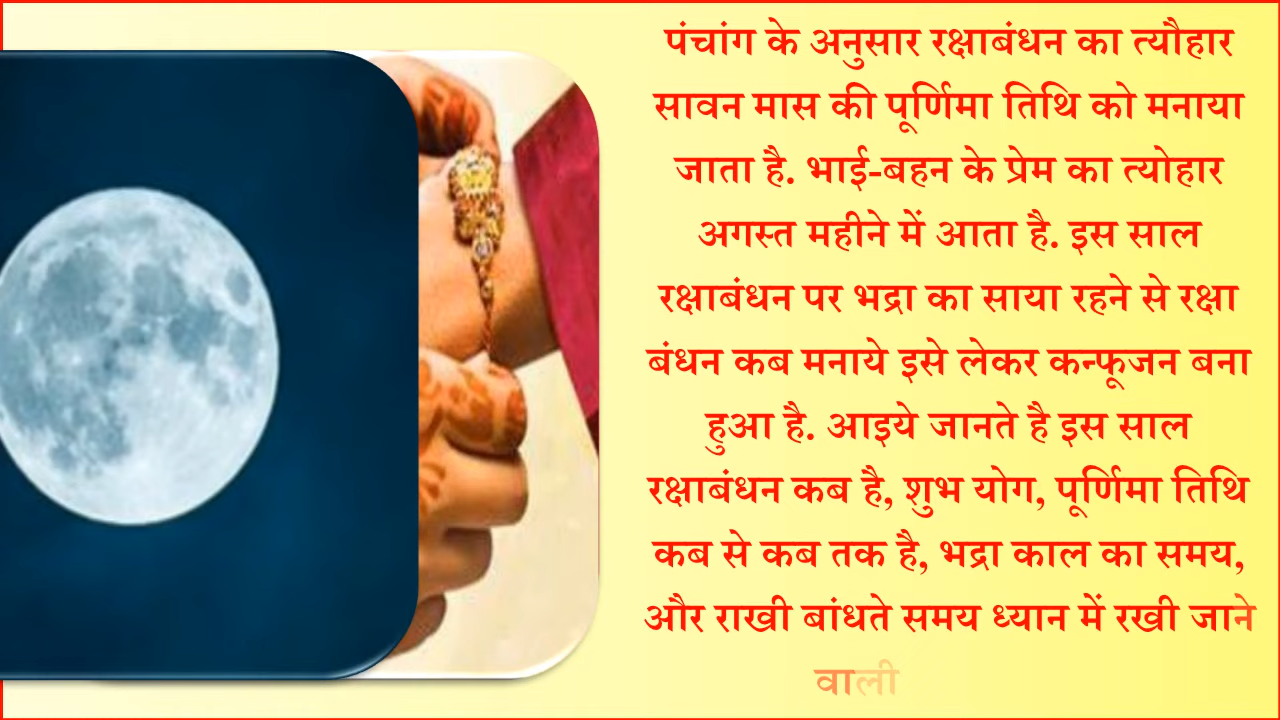 पंचांग के अनुसार रक्षाबंधन का त्यौहार
सावन मास की पूर्णिमा तिथि को मनाया
जाता है. भाई-बहन के प्रेम का त्योहार
अगस्त महीने में आता है. इस साल
रक्षाबंधन पर भद्रा का साया रहने से रक्षा
बंधन कब मनाये इसे लेकर कन्फूजन बना
हुआ है. आइये जानते है इस साल
रक्षाबंधन कब है, शुभ योग, पूर्णिमा तिथि
कब से कब तक है, भद्रा काल का समय,
और राखी बांधते समय ध्यान में रखी जाने
वाली